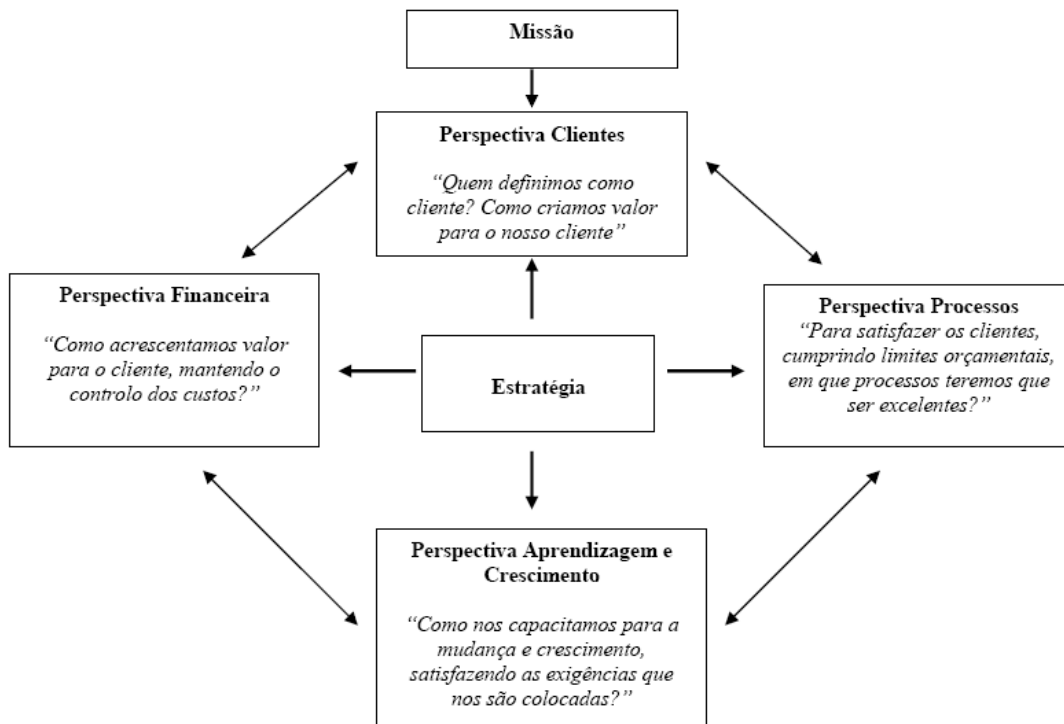 Missão
Perspectiva Clientes
“Quem definimos como
cliente? Como criamos valor
para o nosso cliente”
Perspectiva Financeira
“Como acrescentamos valor
para o cliente, mantendo o
controlo dos custos?”
Estratégia
Perspectiva Processos
“Para satisfazer os clientes,
cumprindo limites orçamentais,
em que processos teremos que
ser excelentes?”
Perspectiva Aprendizagem e
Crescimento
“Como nos capacitamos para a
mudança e crescimento,
satisfazendo as exigências que
nos são colocadas?”